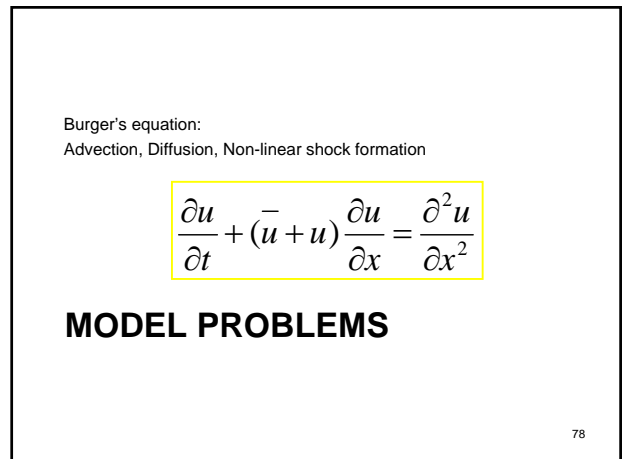 Burger's equation:
Advection, Diffusion, Non-linear shock formation
∂u/∂t + (u̅ + u) ∂u/∂x = ∂²u/∂x²
MODEL PROBLEMS
78